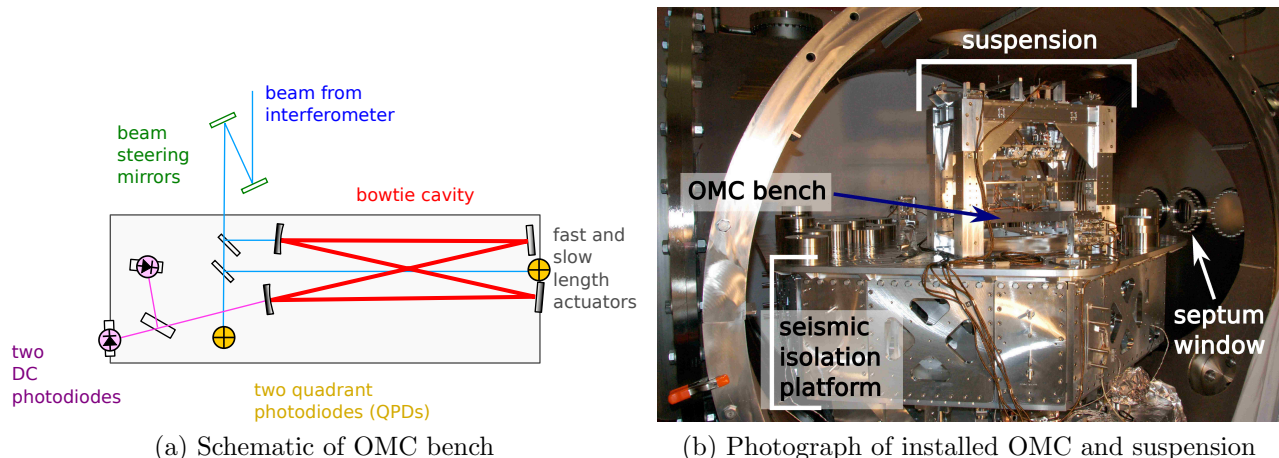 beam from
interferometer
beam
steering
mirrors
bowtie cavity
fast and
slow
length
actuators
two
DC
photodiodes
two quadrant
photodiodes (QPDs)
(a) Schematic of OMC bench
suspension
OMC bench
seismic
isolation
platform
septum
window
(b) Photograph of installed OMC and suspension